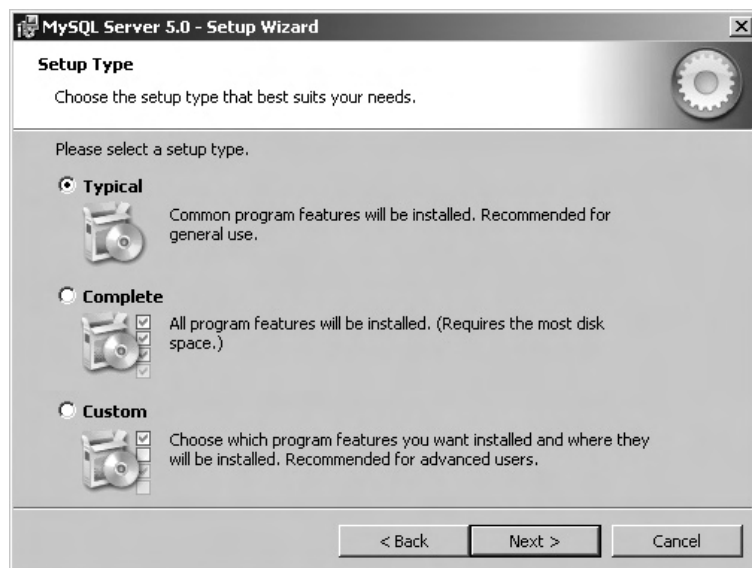 MySQL Server 5.0 - Setup Wizard
Setup Type
Choose the setup type that best suits your needs.
Please select a setup type.
Typical
Common program features will be installed. Recommended for
general use.
Complete
All program features will be installed. (Requires the most disk
space.)
Custom
Choose which program features you want installed and where they
will be installed. Recommended for advanced users.
< Back
Next >
Cancel